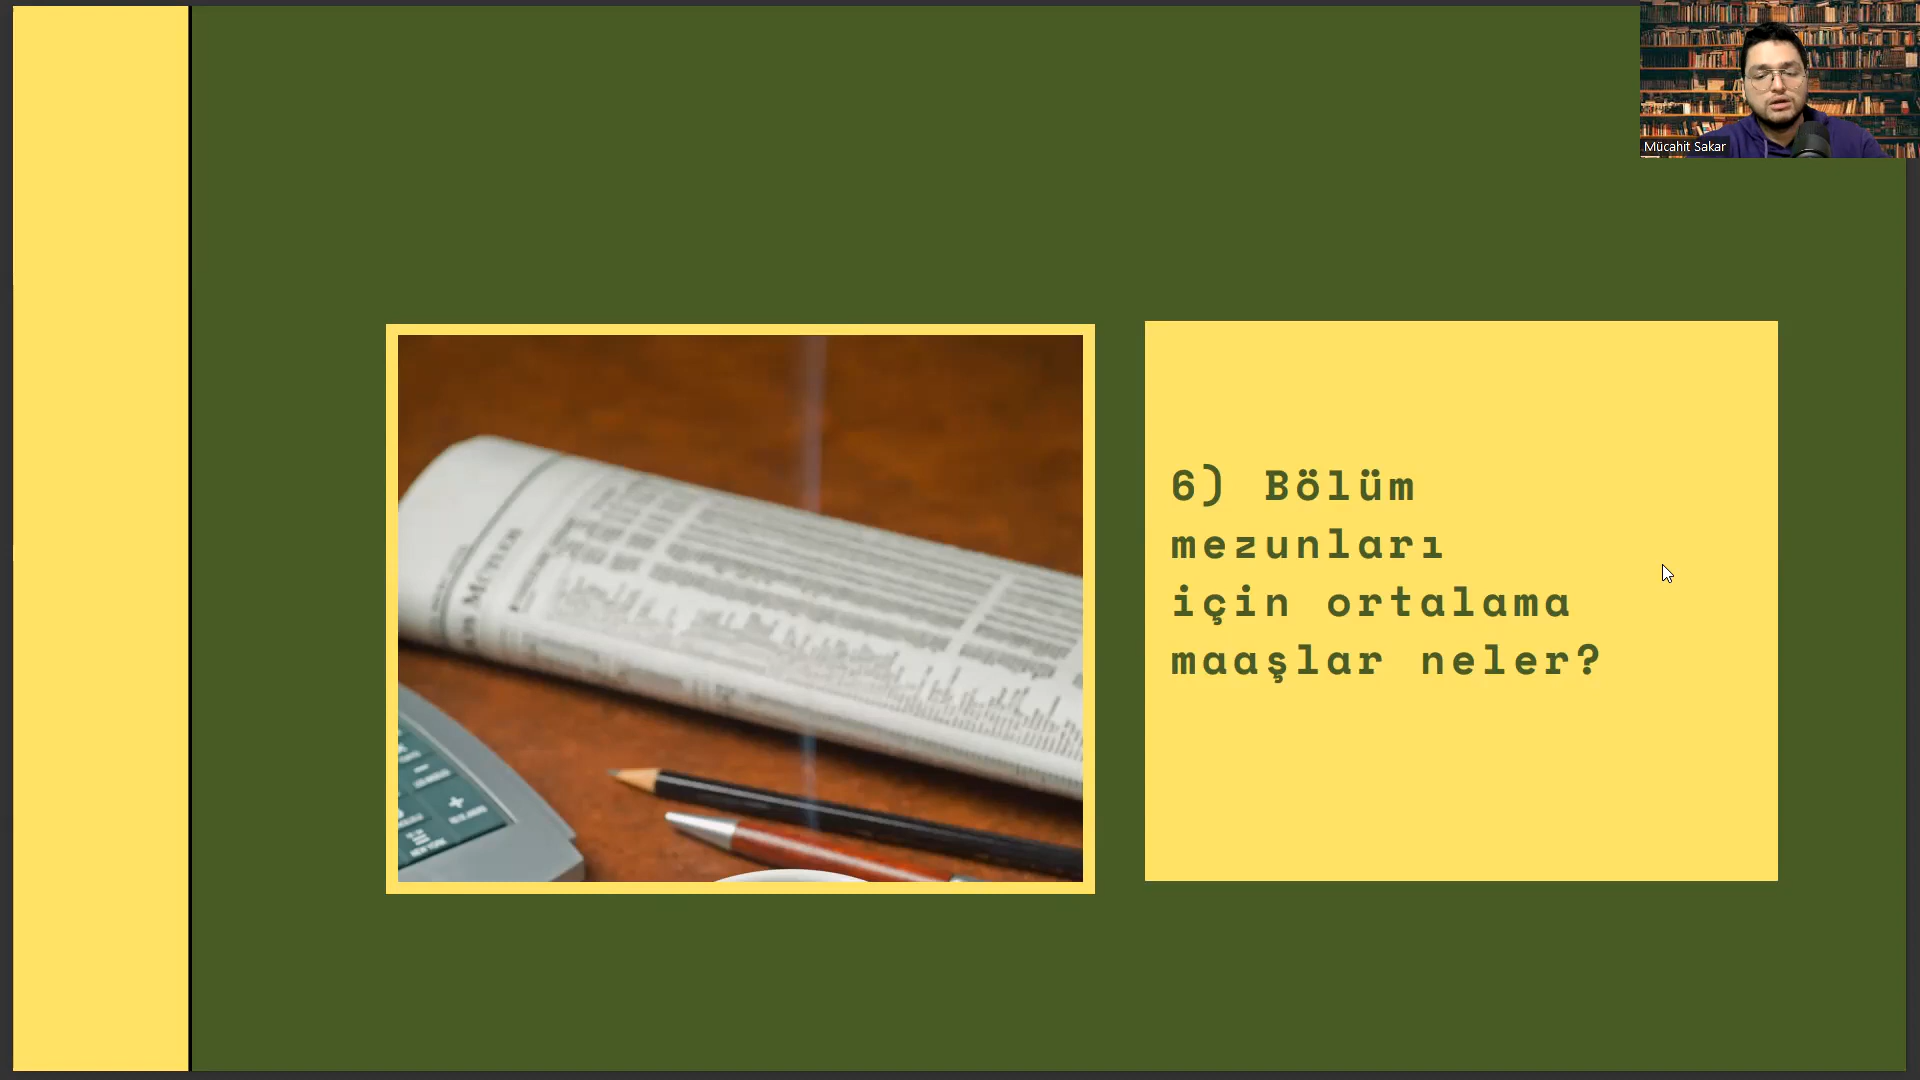 Mücahit Sakar
6) Bölüm
mezunları
için ortalama
maaşlar neler?